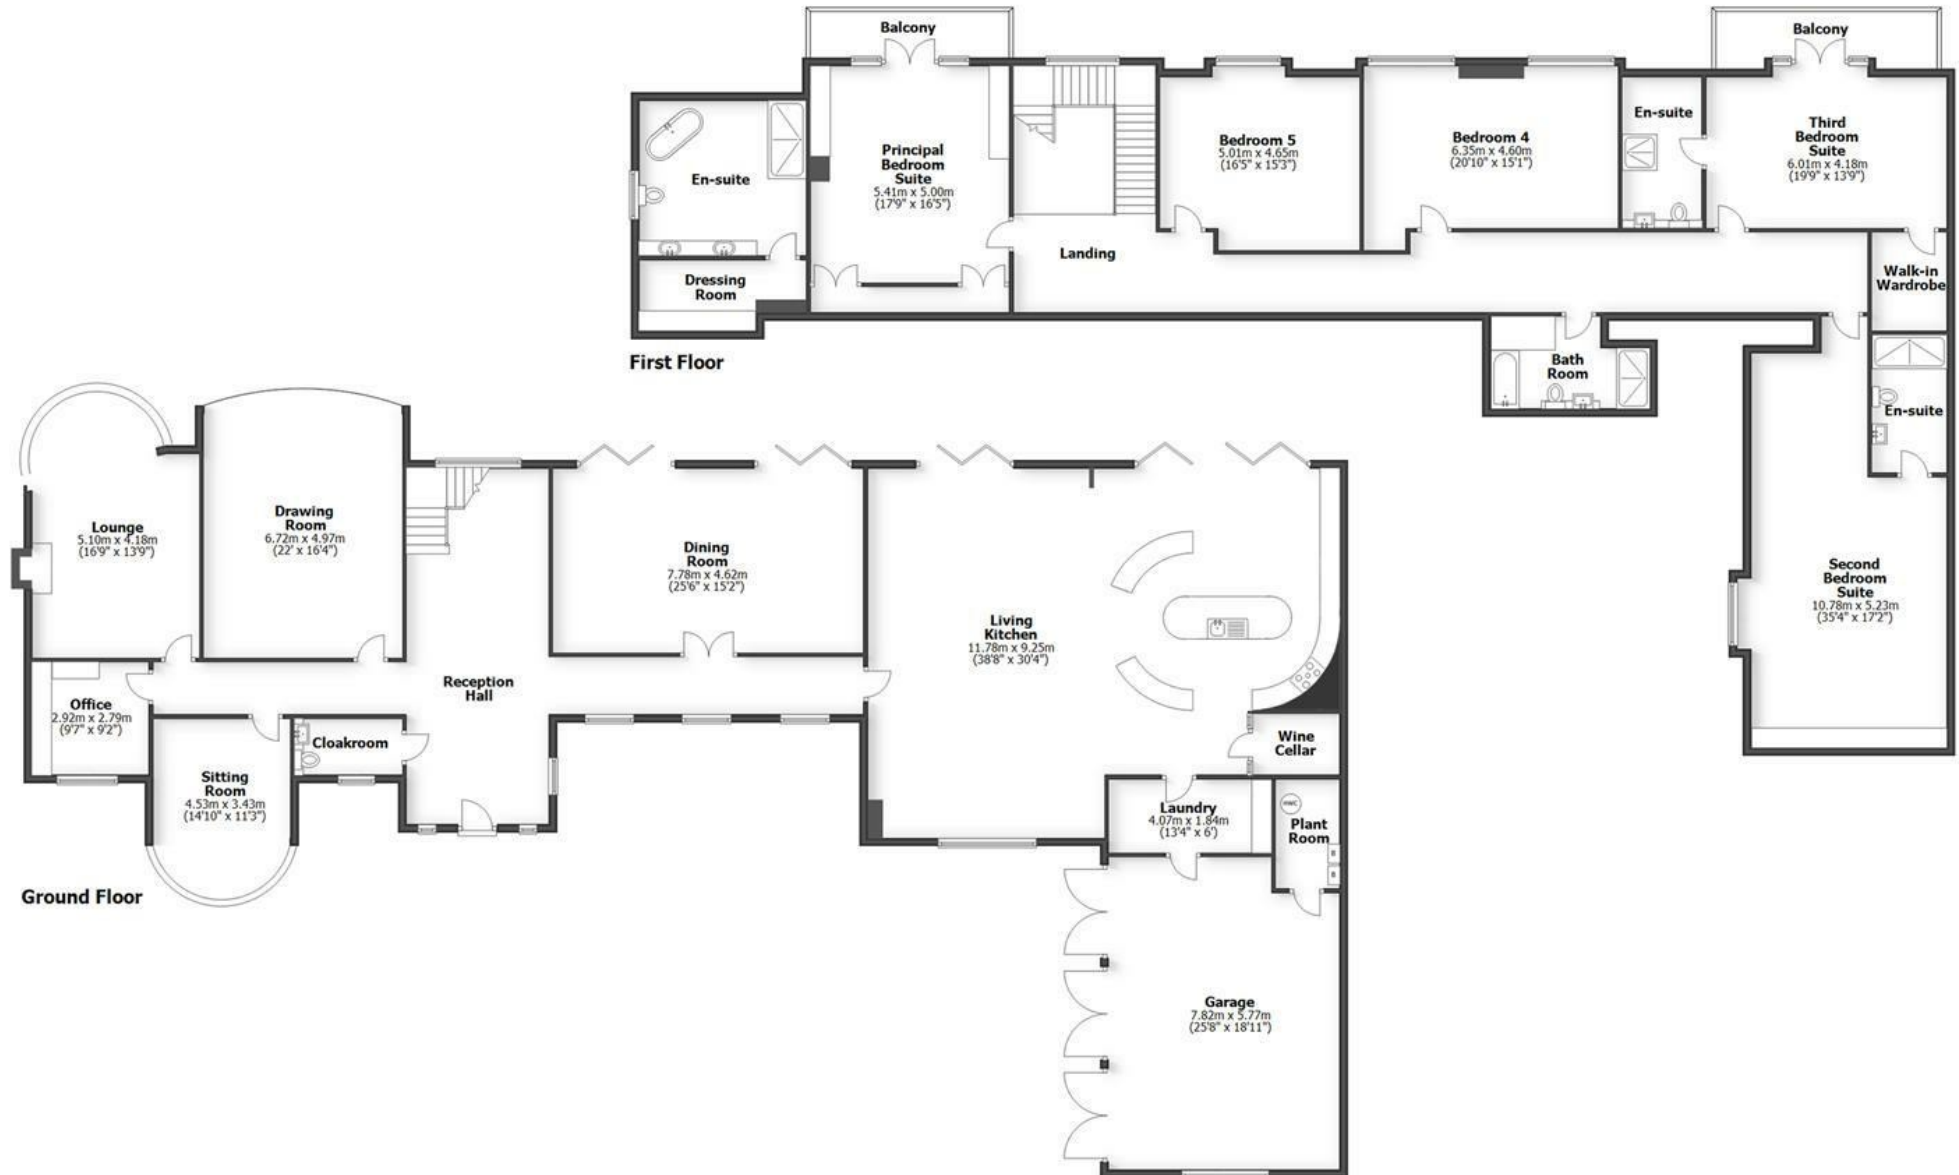 Balcony
Balcony
En-suite
Principal
Bedroom
Suite
5.41m x 5.00m
(17'9" x 16'5")
Bedroom 5
5.01m x 4.65m
(16'5" x 15'3")
Bedroom 4
6.35m x 4.60m
(20'10" x 15'1")
En-suite
Third
Bedroom
Suite
6.01m x 4.18m
(19'9" x 13'9")
Landing
Dressing
Room
Walk-in
Wardrobe
First Floor
Bath
Room
En-suite
Second
Bedroom
Suite
10.78m x 5.23m
(35'4" x 17'2")
Lounge
5.10m x 4.18m
(16'9" x 13'9")
Drawing
Room
6.72m x 4.97m
(22' x 16'4")
Dining
Room
7.78m x 4.62m
(25'6" x 15'2")
Living
Kitchen
11.78m x 9.25m
(38'8" x 30'4")
Reception
Hall
Office
2.92m x 2.79m
(9'7" x 9'2")
Cloakroom
Sitting
Room
4.53m x 3.43m
(14'10" x 11'3")
Wine
Cellar
Laundry
4.07m x 1.84m
(13'4" x 6')
HWC
Plant
Room
Ground Floor
Garage
7.82m x 5.77m
(25'8" x 18'11")